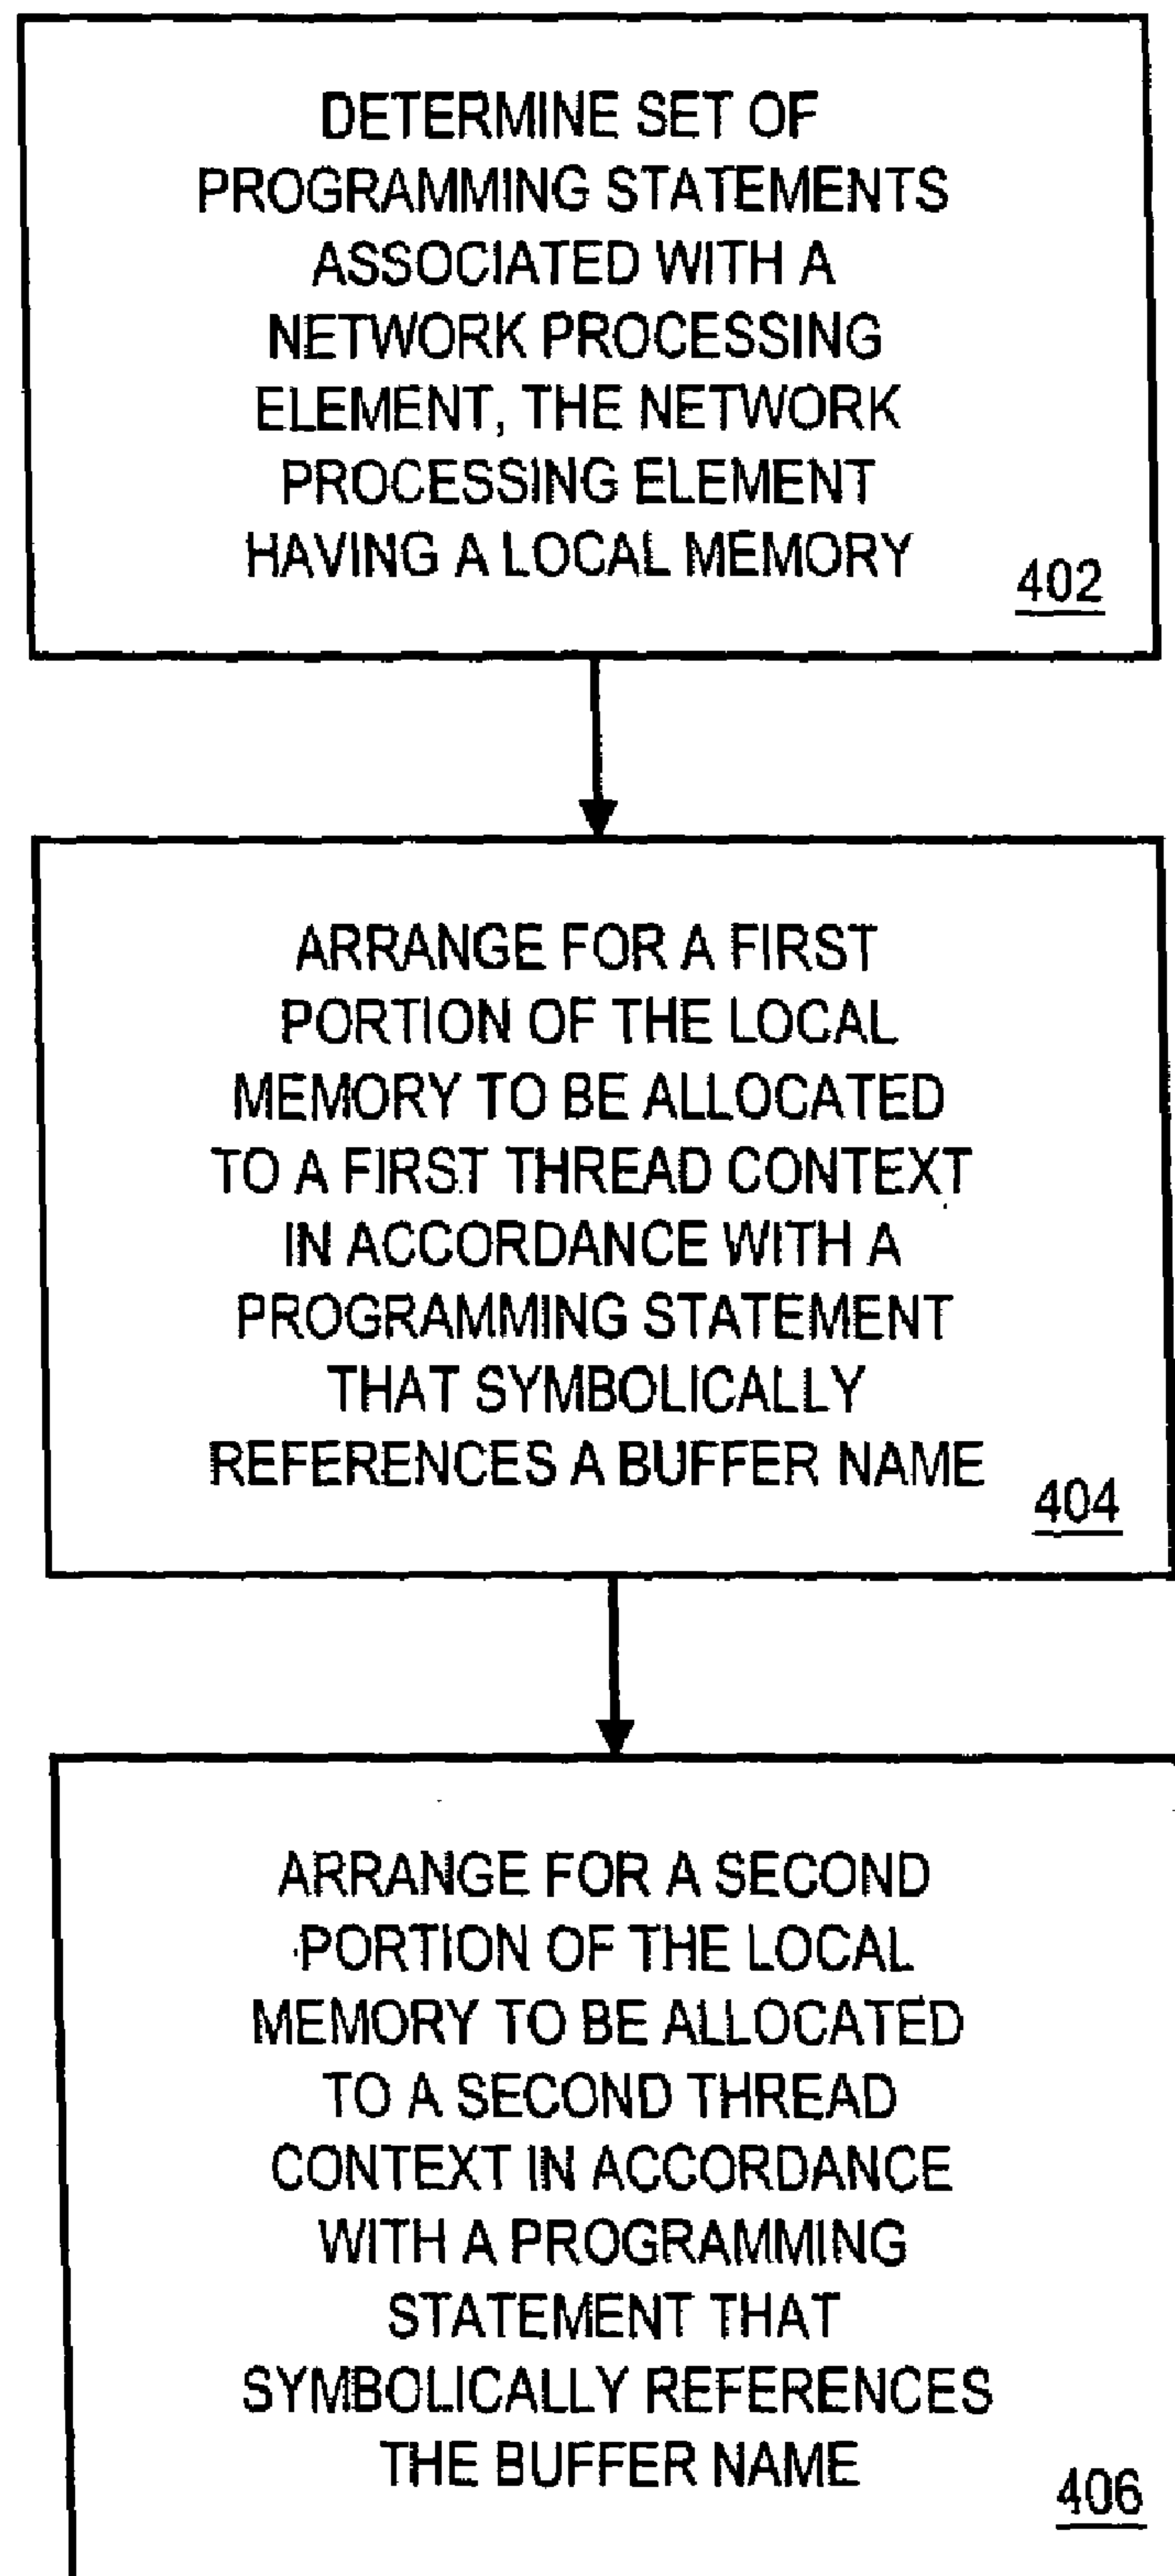 DETERMINE SET OF
PROGRAMMING STATEMENTS
ASSOCIATED WITH A
NETWORK PROCESSING
ELEMENT, THE NETWORK
PROCESSING ELEMENT
HAVING A LOCAL MEMORY
402
ARRANGE FOR A FIRST
PORTION OF THE LOCAL
MEMORY TO BE ALLOCATED
TO A FIRST THREAD CONTEXT
IN ACCORDANCE WITH A
PROGRAMMING STATEMENT
THAT SYMBOLICALLY
REFERENCES A BUFFER NAME
404
ARRANGE FOR A SECOND
PORTION OF THE LOCAL
MEMORY TO BE ALLOCATED
TO A SECOND THREAD
CONTEXT IN ACCORDANCE
WITH A PROGRAMMING
STATEMENT THAT
SYMBOLICALLY REFERENCES
THE BUFFER NAME
406